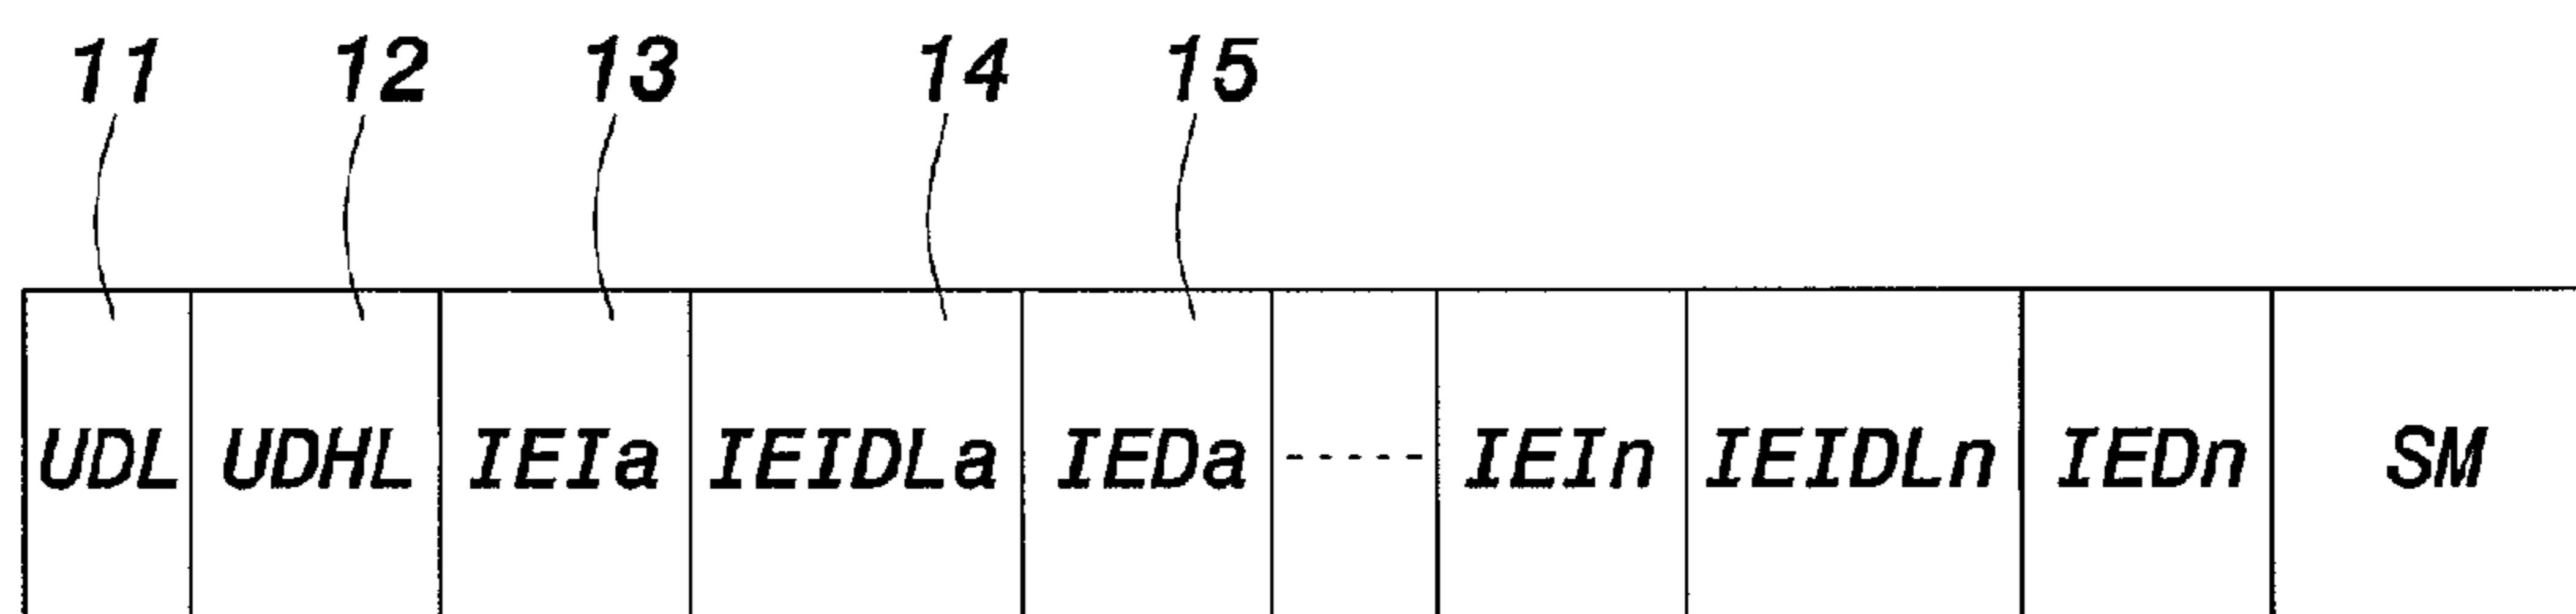 11 12 13 14 15
UDL UDHL IEIa IEIDLa IEDa ----- IEIn IEIDLn IEDn SM